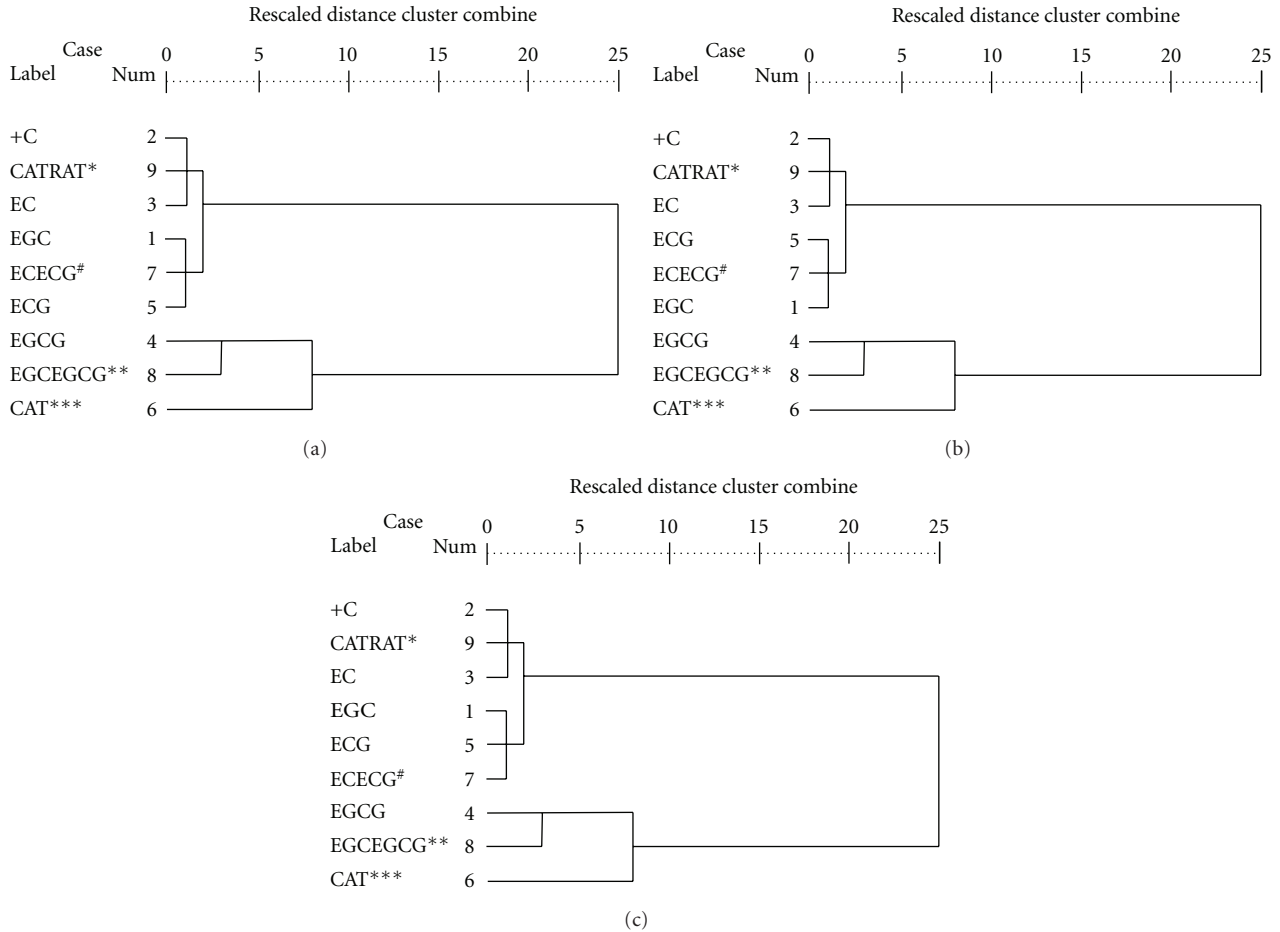 Rescaled distance cluster combine
Case 0 5 10 15 20 25
Label Num
+C 2
CATRAT* 9
EC 3
EGC 1
ECECG# 7
ECG 5
EGCG 4
EGCEGCG** 8
CAT*** 6
(a)
Rescaled distance cluster combine
Case 0 5 10 15 20 25
Label Num
+C 2
CATRAT* 9
EC 3
ECG 5
ECECG# 7
EGC 1
EGCG 4
EGCEGCG** 8
CAT*** 6
(b)
Rescaled distance cluster combine
Case 0 5 10 15 20 25
Label Num
+C 2
CATRAT* 9
EC 3
EGC 1
ECG 5
ECECG# 7
EGCG 4
EGCEGCG** 8
CAT*** 6
(c)